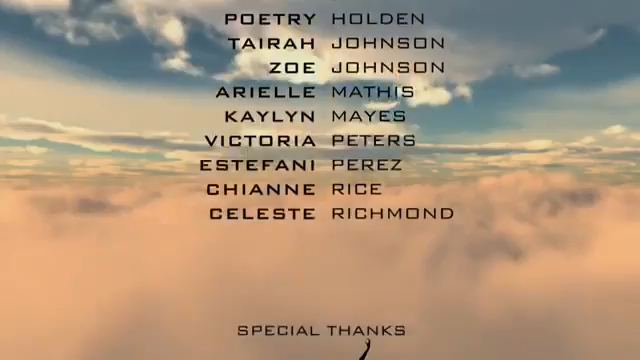 POETRY HOLDEN
TAIRAH JOHNSON
ZOE JOHNSON
ARIELLE MATHIS
KAYLYN MAYES
VICTORIA PETERS
ESTEFANI PEREZ
CHIANNE RICE
CELESTE RICHMOND
SPECIAL THANKS